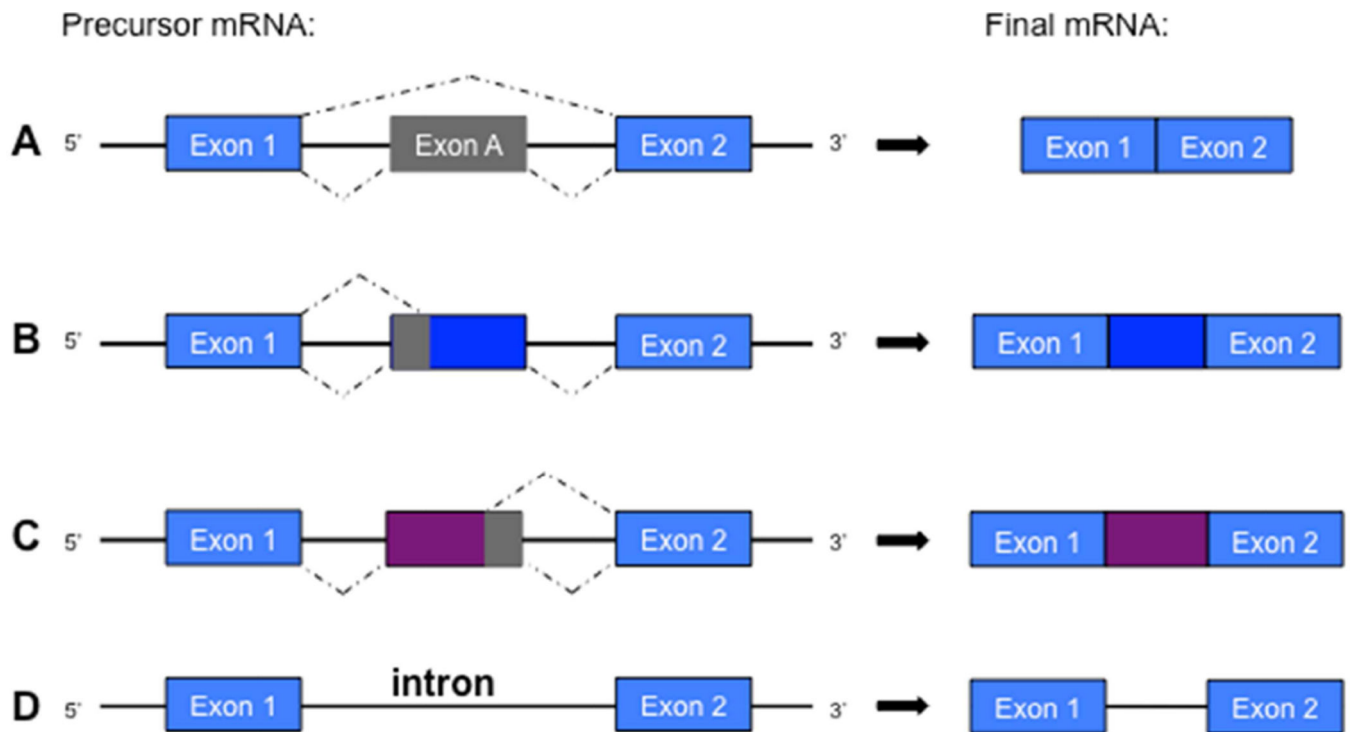 Precursor mRNA: Final mRNA:
A 5’ Exon 1 Exon A Exon 2 3’ Exon 1 Exon 2
B 5’ Exon 1 Exon 2 3’ Exon 1 Exon 2
C 5’ Exon 1 Exon 2 3’ Exon 1 Exon 2
intron
D 5’ Exon 1 Exon 2 3’ Exon 1 Exon 2